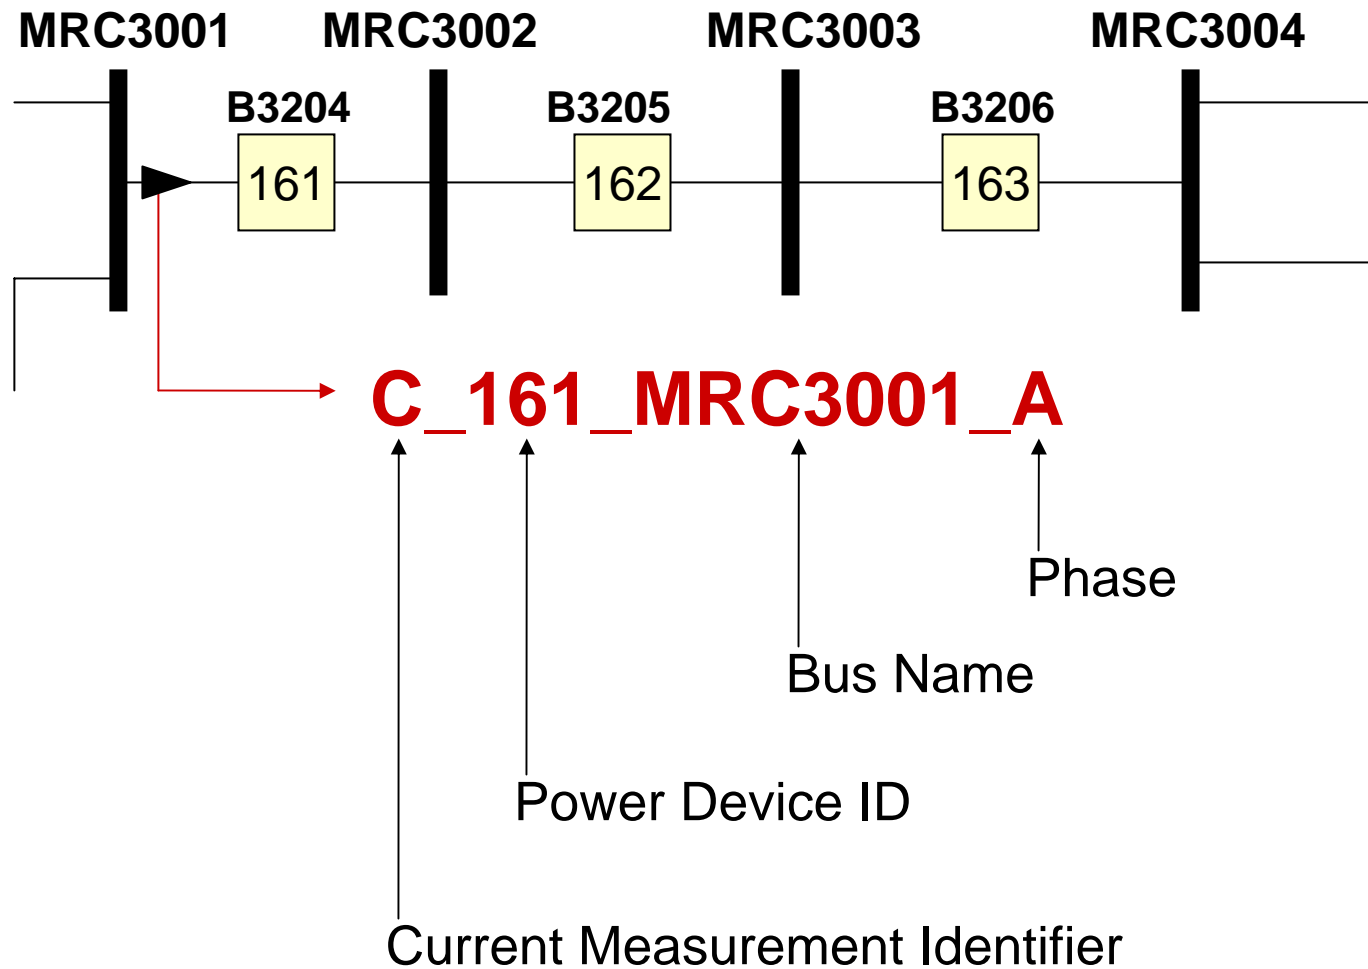 MRC3001 MRC3002 MRC3003 MRC3004
B3204 B3205 B3206
161 162 163
C_161_MRC3001_A
Phase
Bus Name
Power Device ID
Current Measurement Identifier